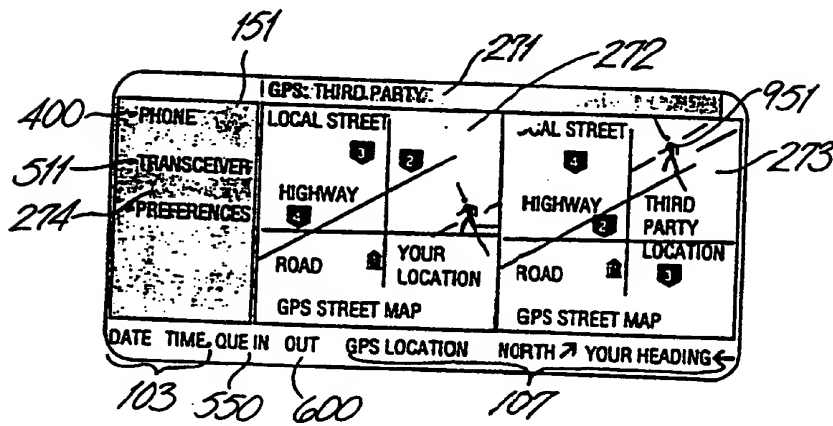 151
271
272
951
273
400
511
274
GPS: THIRD PARTY
PHONE
TRANSCEIVER
PREFERENCES
LOCAL STREET
3
2
HIGHWAY
4
ROAD
YOUR
LOCATION
GPS STREET MAP
CAL STREET
4
HIGHWAY
2
THIRD
PARTY
LOCATION
ROAD
3
GPS STREET MAP
DATE TIME QUE IN OUT GPS LOCATION NORTH ↗ YOUR HEADING ←
103
550
600
107